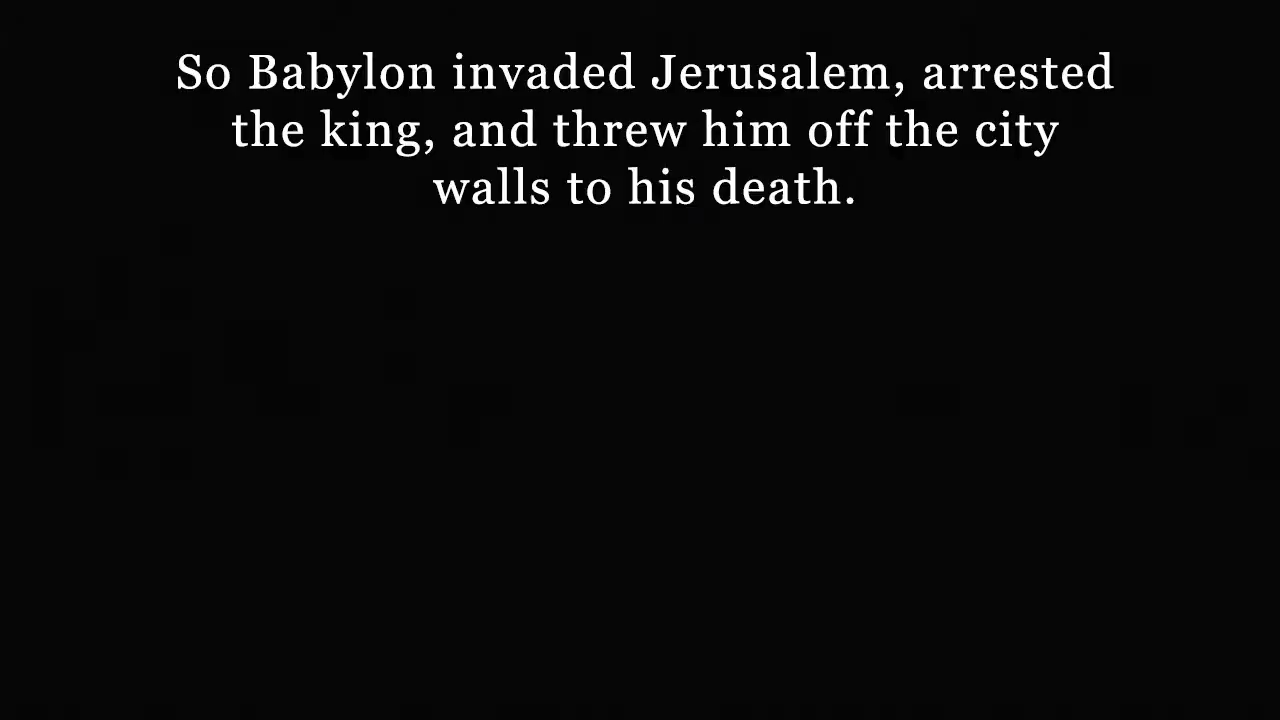 So Babylon invaded Jerusalem, arrested
the king, and threw him off the city
walls to his death.